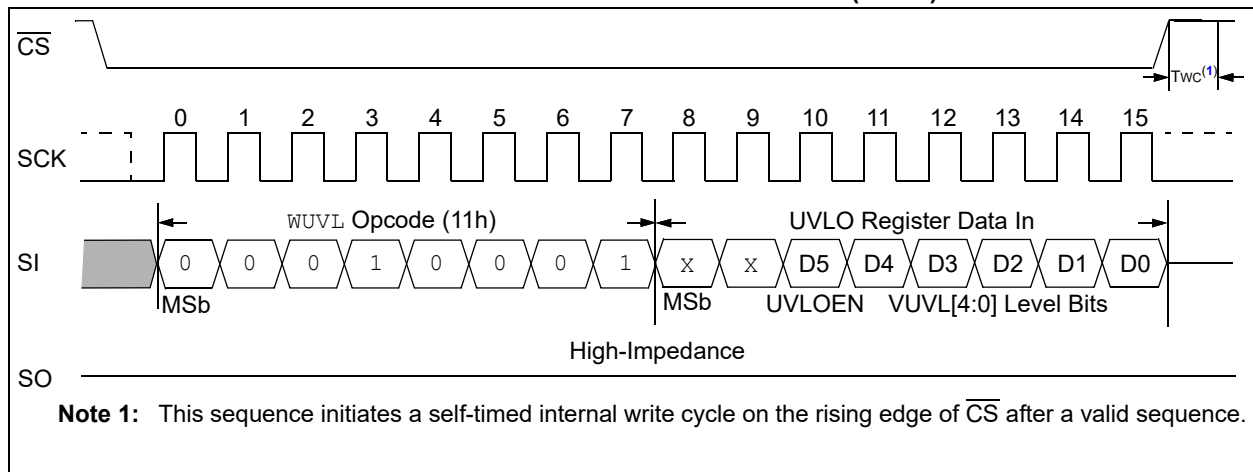 CS
TWC(1)
0 1 2 3 4 5 6 7 8 9 10 11 12 13 14 15
SCK
WUVL Opcode (11h) UVLO Register Data In
SI 0 0 0 1 0 0 0 1 X X D5 D4 D3 D2 D1 D0
MSb MSb UVLOEN VUVL[4:0] Level Bits
High-Impedance
SO
Note 1: This sequence initiates a self-timed internal write cycle on the rising edge of CS after a valid sequence.